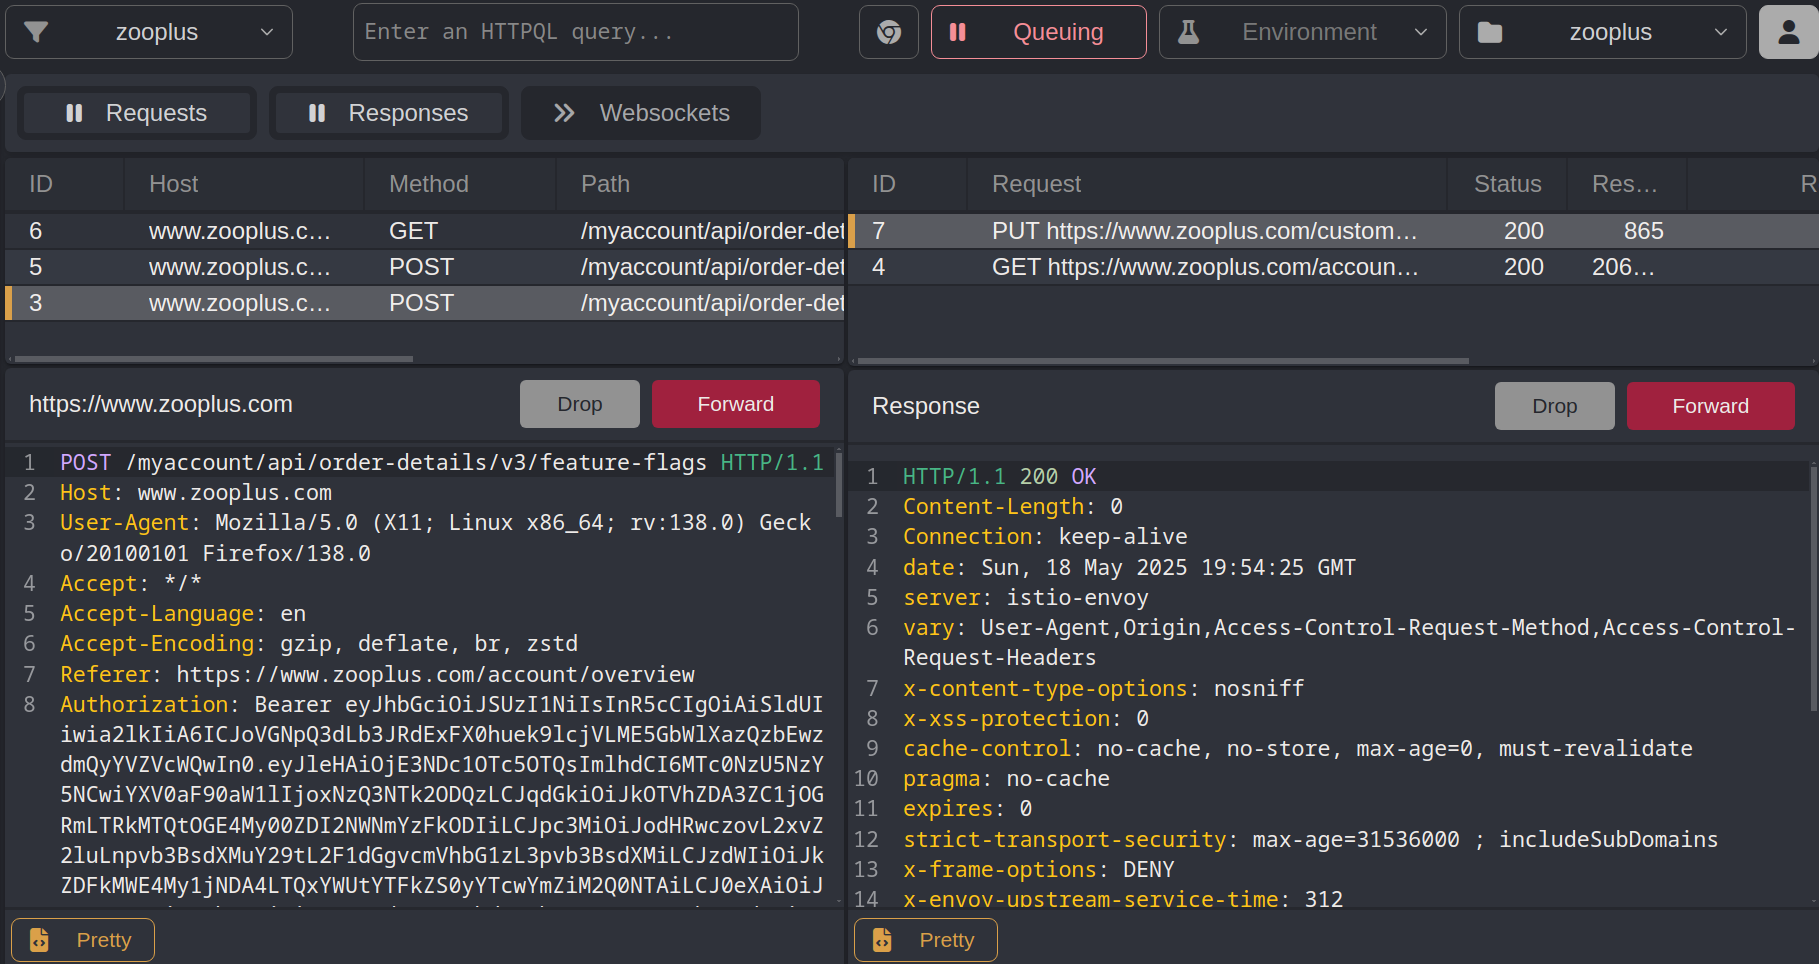 zooplus
Enter an HTTPQL query...
Queuing
Environment
zooplus
Requests
Responses
Websockets
ID Host Method Path
6 www.zooplus.c... GET /myaccount/api/order-det
5 www.zooplus.c... POST /myaccount/api/order-det
3 www.zooplus.c... POST /myaccount/api/order-det
ID Request Status Res... R
7 PUT https://www.zooplus.com/custom... 200 865
4 GET https://www.zooplus.com/accoun... 200 206...
https://www.zooplus.com Drop Forward
1 POST /myaccount/api/order-details/v3/feature-flags HTTP/1.1
2 Host: www.zooplus.com
3 User-Agent: Mozilla/5.0 (X11; Linux x86_64; rv:138.0) Geck
o/20100101 Firefox/138.0
4 Accept: */*
5 Accept-Language: en
6 Accept-Encoding: gzip, deflate, br, zstd
7 Referer: https://www.zooplus.com/account/overview
8 Authorization: Bearer eyJhbGciOiJSUzI1NiIsInR5cCIgOiAiSldUI
iwia2lkIiA6ICJoVGNpQ3dLb3JRdExFX0huek9lcjVLME5GbWlXazQzbEwz
dmQyYVZVcWQwIn0.eyJleHAiOjE3NDc1OTc5OTQsImlhdCI6MTc0NzU5NzY
5NCwiYXV0aF90aW1lIjoxNzQ3NTk2ODQzLCJqdGkiOiJkOTVhZDA3ZC1jOG
RmLTRkMTQtOGE4My00ZDI2NWNmYzFkODIiLCJpc3MiOiJodHRwczovL2xvZ
2luLnpvb3BsdXMuY29tL2F1dGgvcmVhbG1zL3pvb3BsdXMiLCJzdWIiOiJk
ZDFkMWE4My1jNDA4LTQxYWUtYTFkZS0yYTcwYmZiM2Q0NTAiLCJ0eXAiOiJ
Pretty
Response Drop Forward
1 HTTP/1.1 200 OK
2 Content-Length: 0
3 Connection: keep-alive
4 date: Sun, 18 May 2025 19:54:25 GMT
5 server: istio-envoy
6 vary: User-Agent,Origin,Access-Control-Request-Method,Access-Control-
Request-Headers
7 x-content-type-options: nosniff
8 x-xss-protection: 0
9 cache-control: no-cache, no-store, max-age=0, must-revalidate
10 pragma: no-cache
11 expires: 0
12 strict-transport-security: max-age=31536000 ; includeSubDomains
13 x-frame-options: DENY
14 x-envoy-upstream-service-time: 312
Pretty